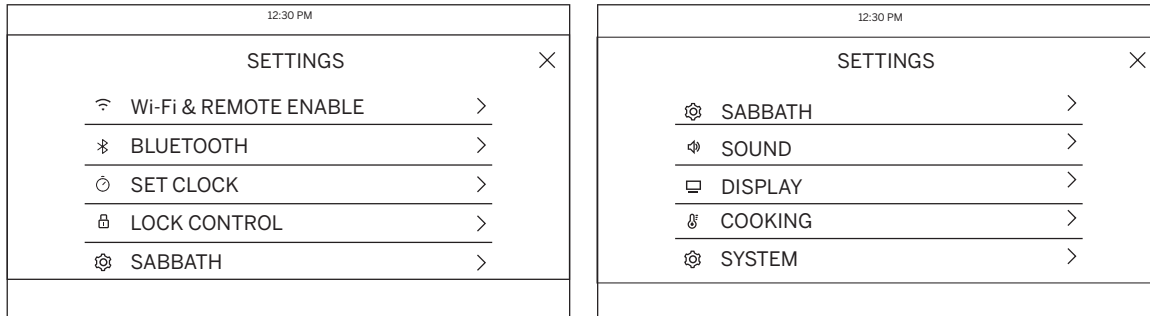 12:30 PM
SETTINGS
Wi-Fi & REMOTE ENABLE
BLUETOOTH
SET CLOCK
LOCK CONTROL
SABBATH
12:30 PM
SETTINGS
SABBATH
SOUND
DISPLAY
COOKING
SYSTEM